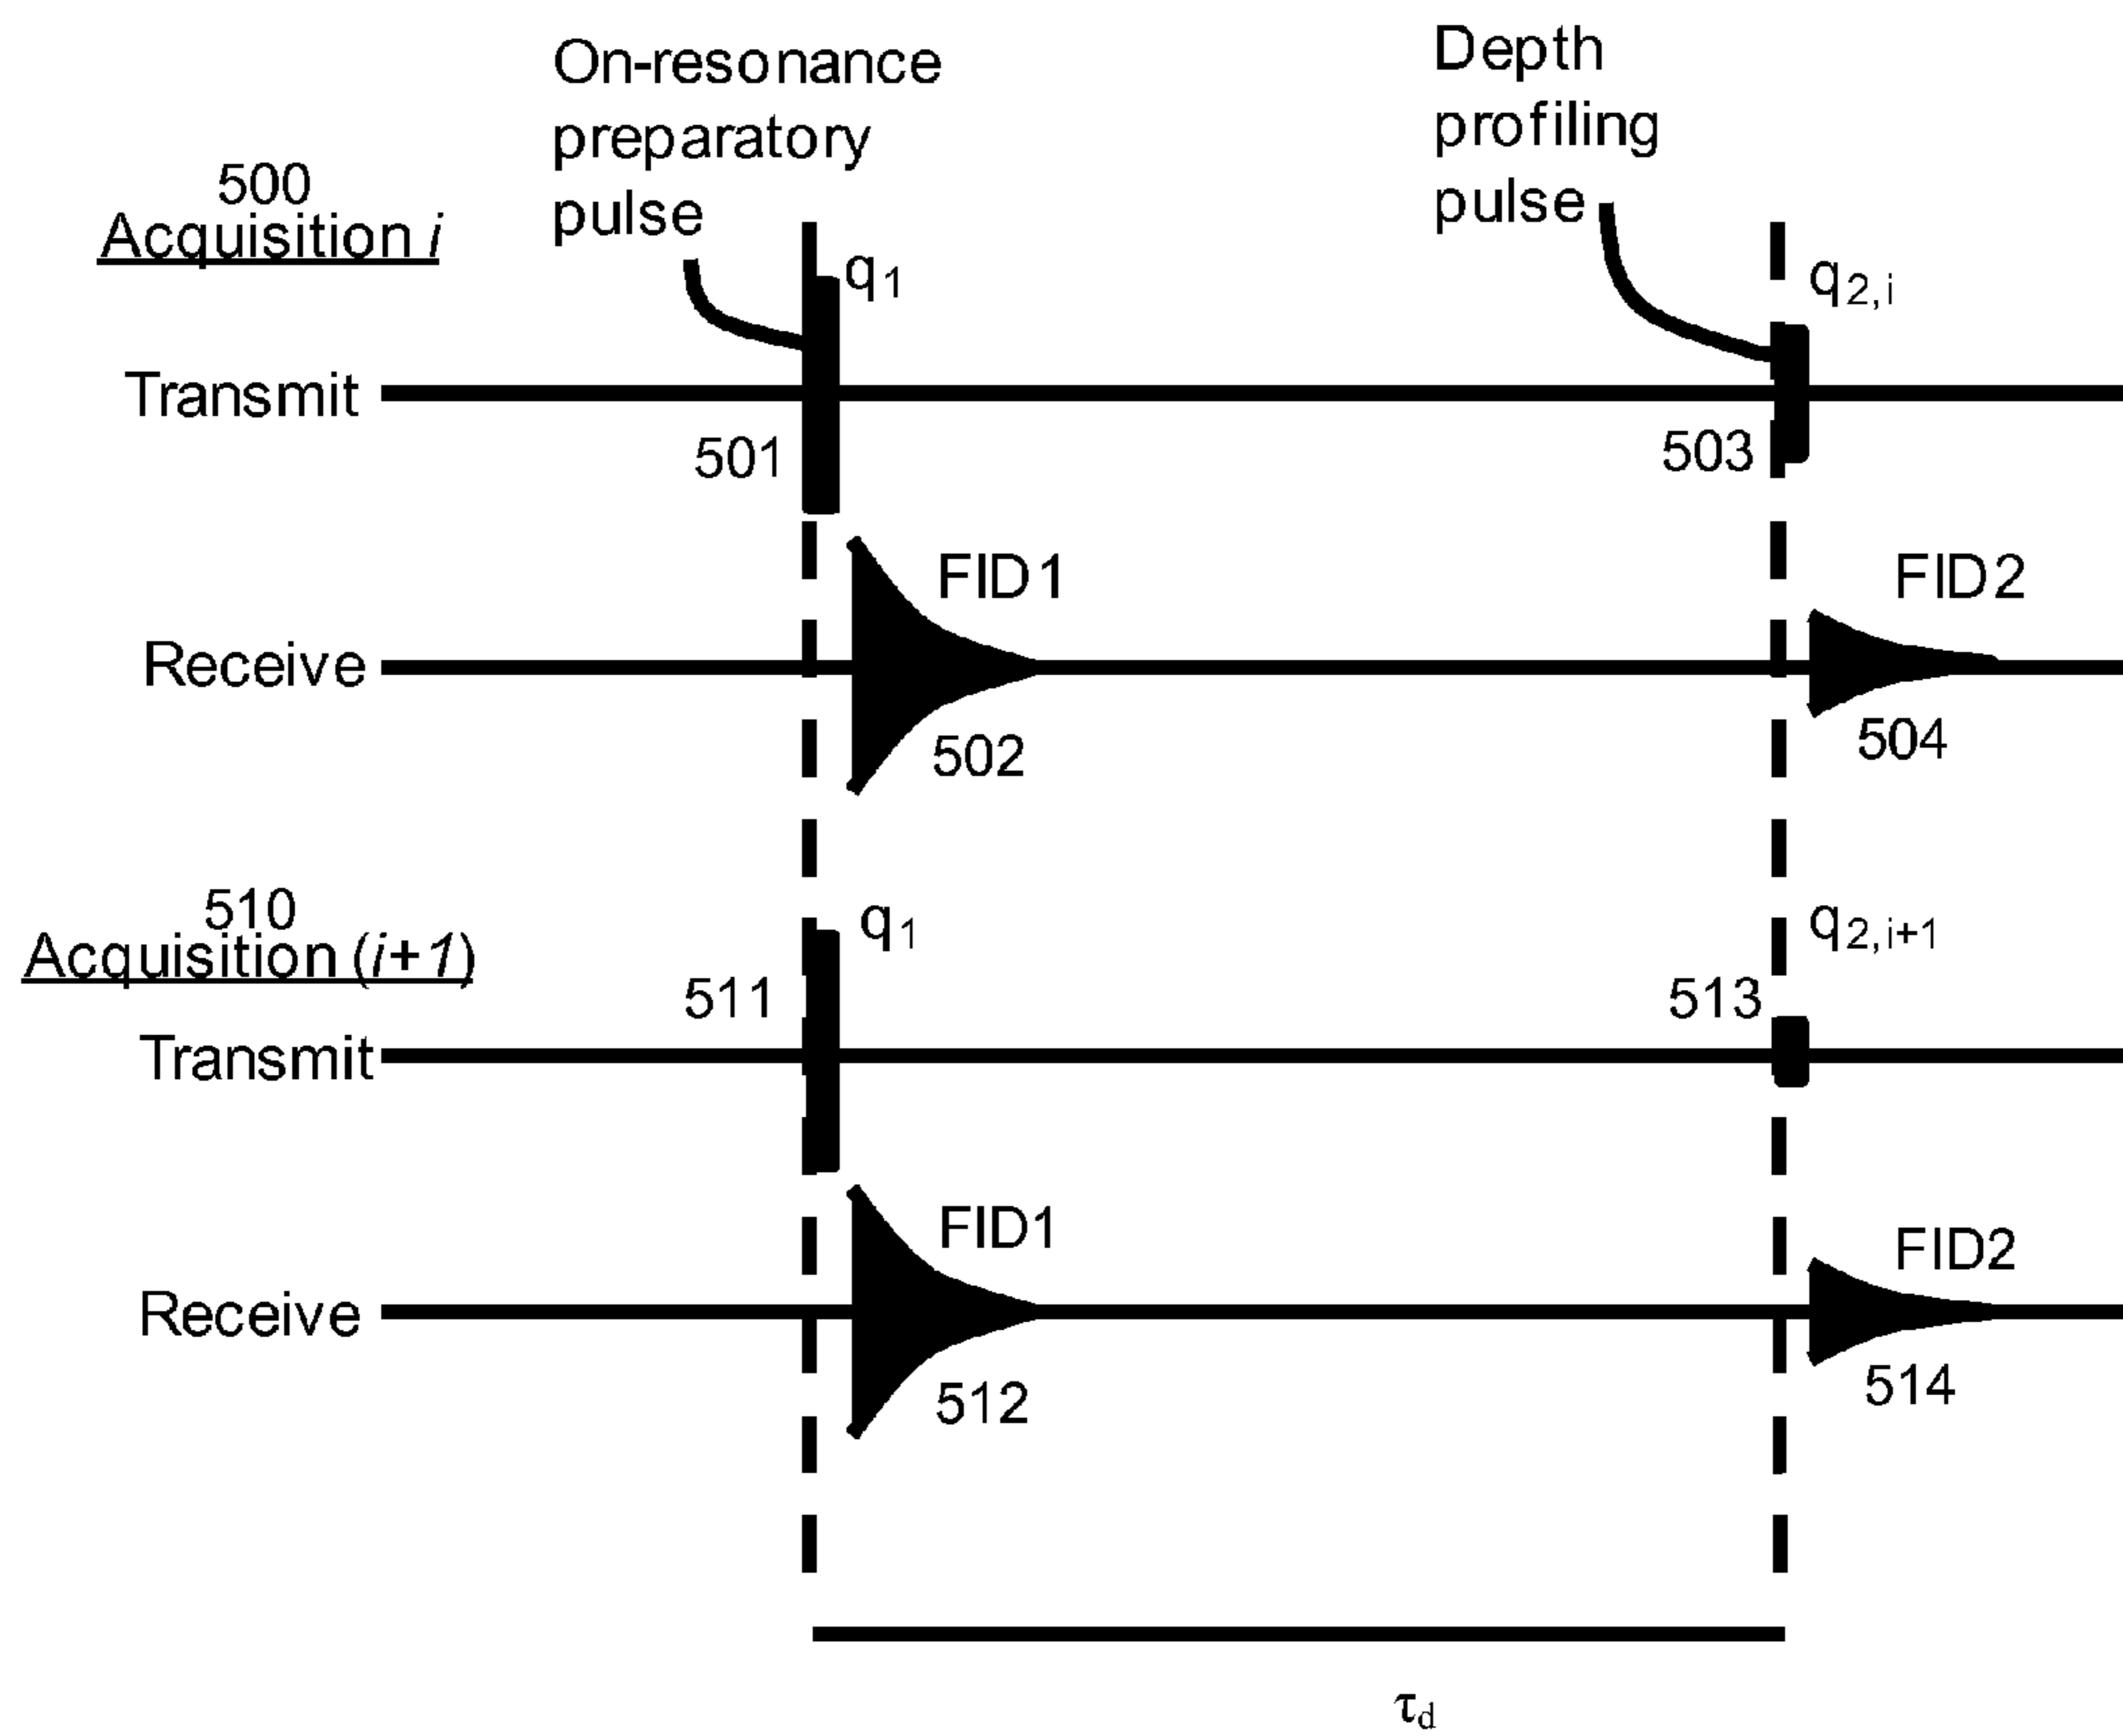 On-resonance
preparatory
pulse
Depth
profiling
pulse
500
Acquisition i
q1
q2,i
Transmit
501
503
FID1
FID2
Receive
502
504
510
Acquisition (i+1)
q1
q2,i+1
511
513
Transmit
FID1
FID2
Receive
512
514
τd